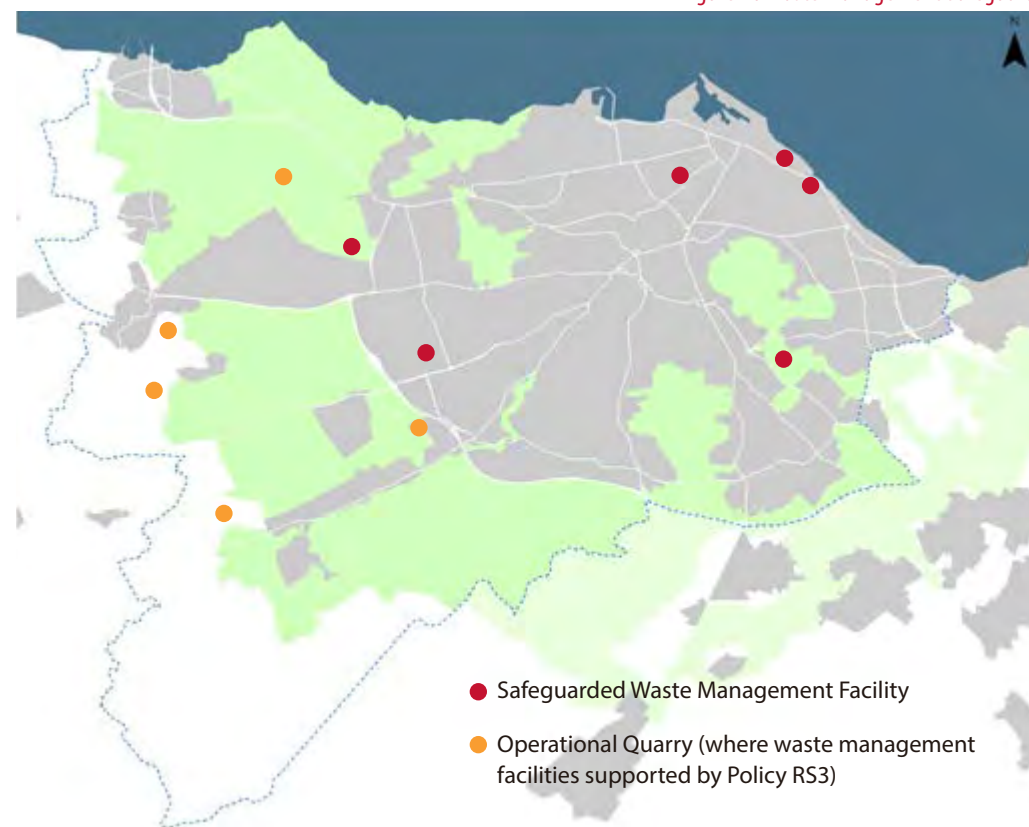 N
Safeguarded Waste Management Facility
Operational Quarry (where waste management
facilities supported by Policy RS3)